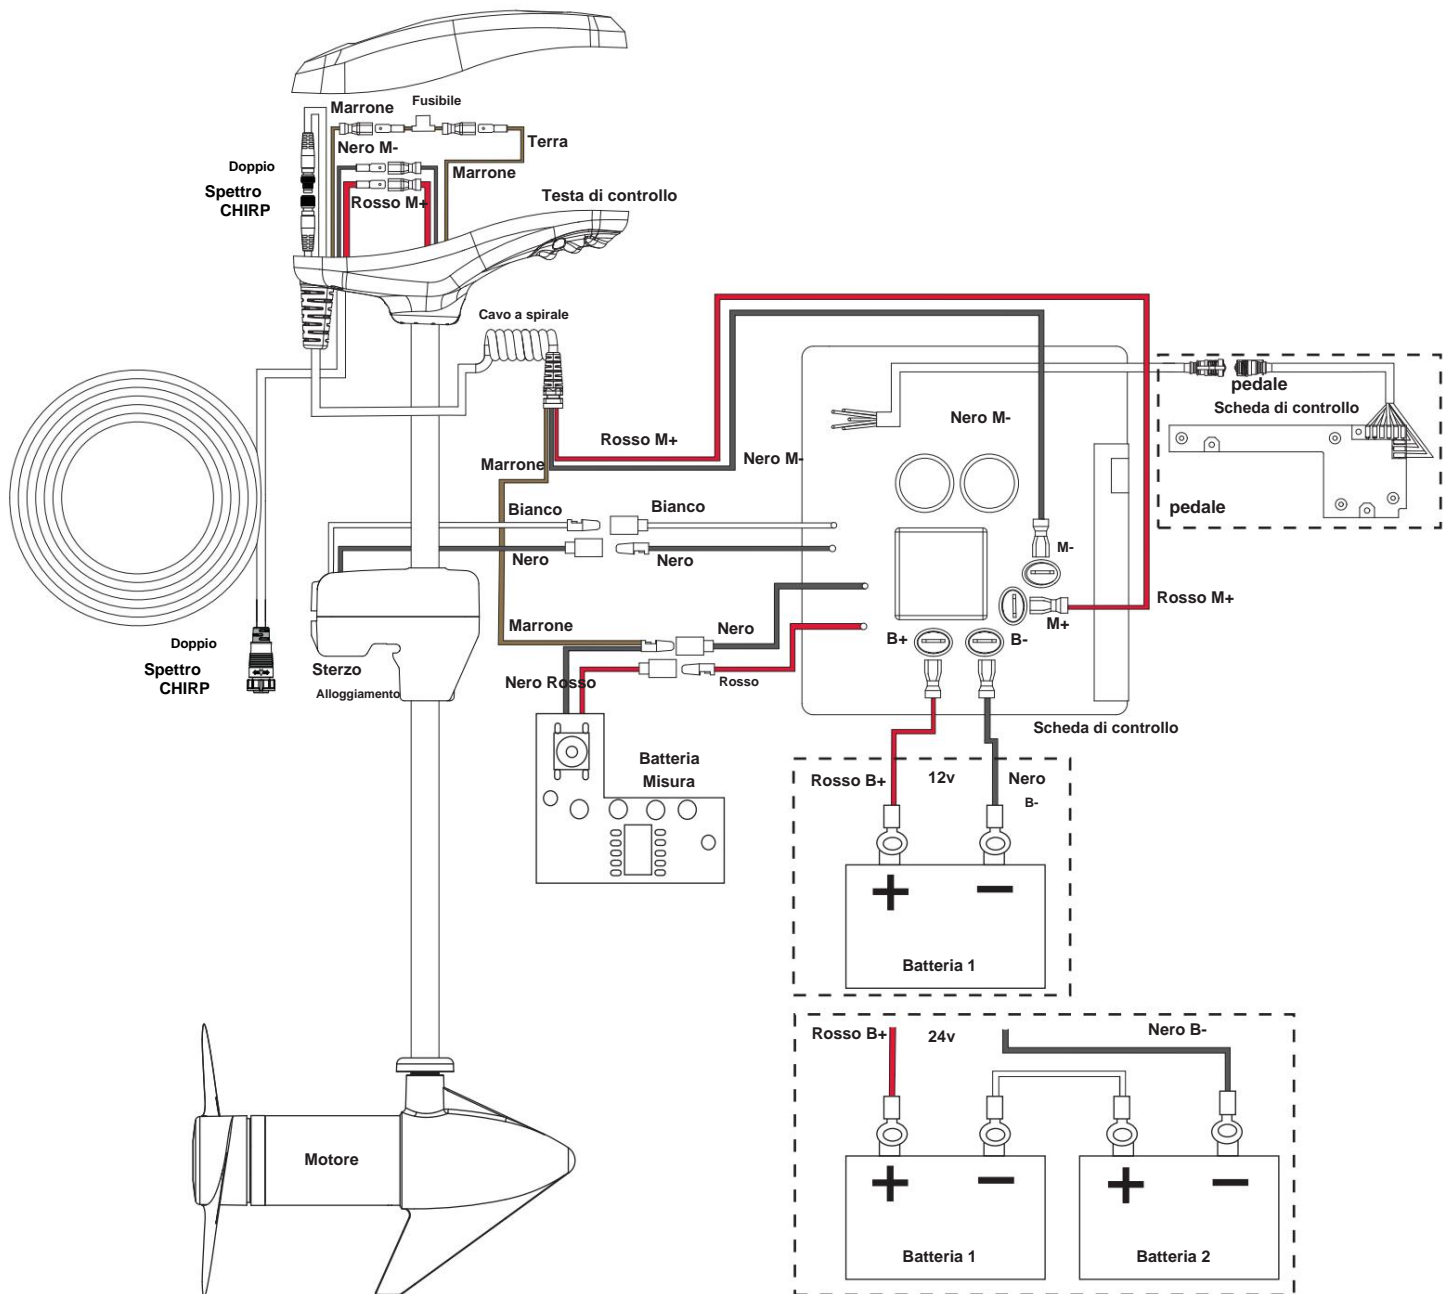 Marrone
Fusibile
Nero M-
Terra
Doppio
Marrone
Spettro
CHIRP
Rosso M+
Testa di controllo
Cavo a spirale
pedale
Scheda di controllo
Nero M-
Rosso M+
Nero M-
Marrone
pedale
Bianco
Bianco
Nero
Nero
M-
Rosso M+
M+
Marrone
Nero
B+
B-
Doppio
Spettro
CHIRP
Sterzo
Alloggiamento
Nero Rosso
Rosso
Scheda di controllo
Batteria
Misura
Rosso B+
12v
Nero
B-
Batteria 1
Rosso B+
24v
Nero B-
Motore
Batteria 1
Batteria 2